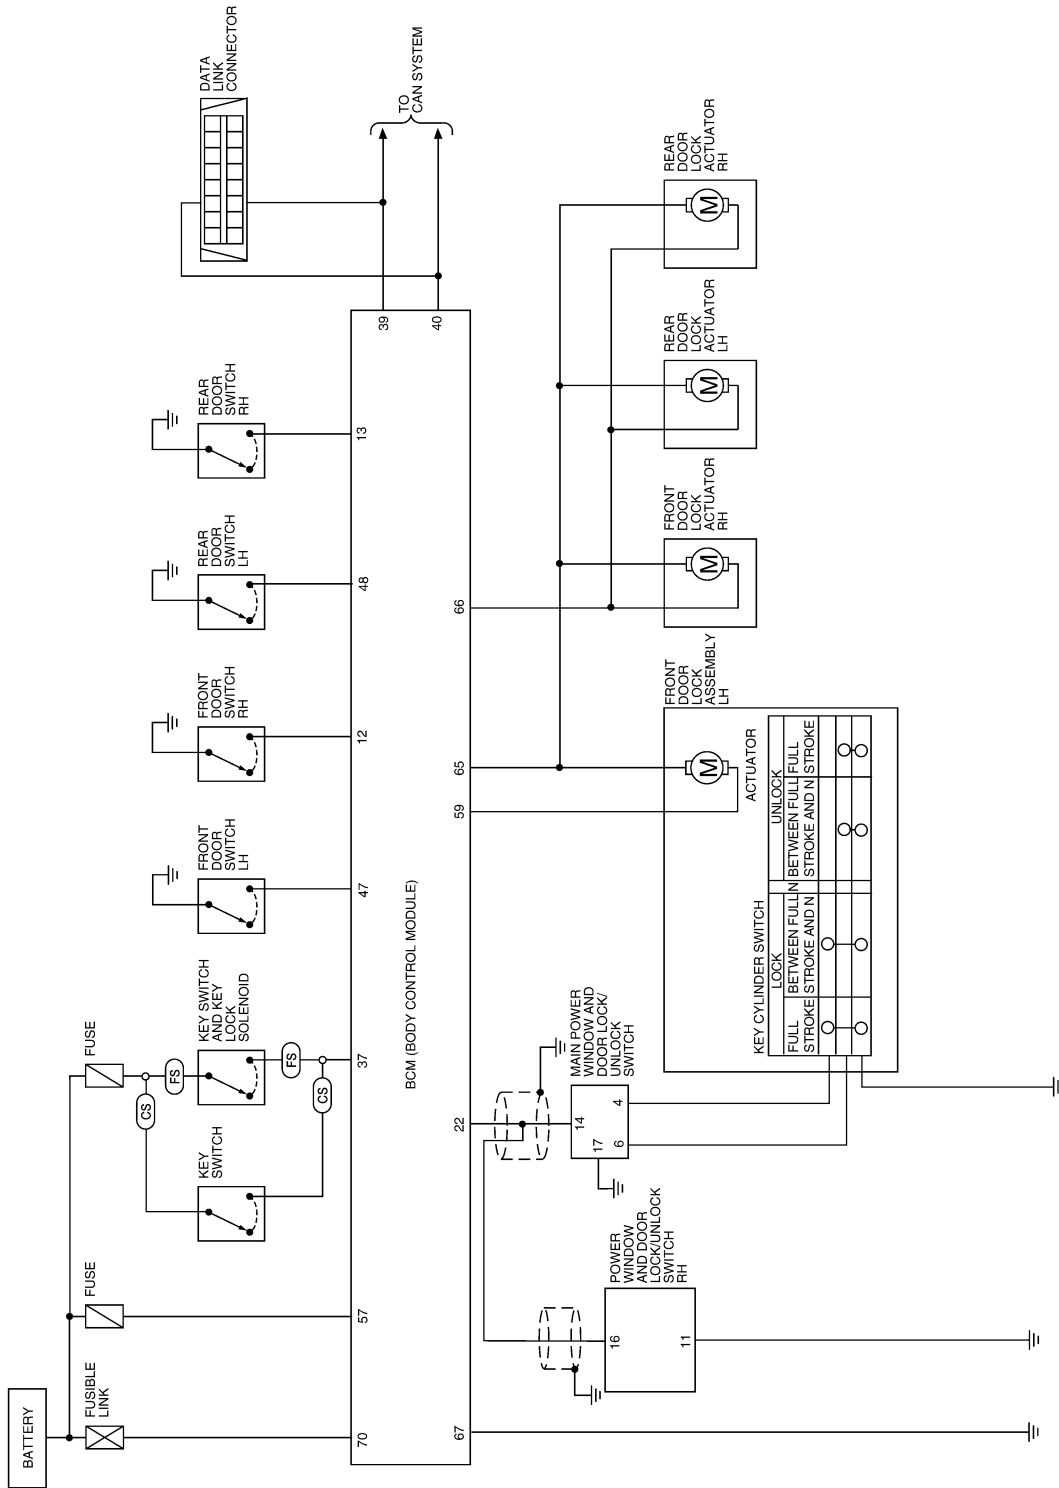 BATTERY
FUSIBLE
LINK
FUSE
FUSE
KEY
SWITCH
KEY SWITCH
AND KEY
LOCK
SOLENOID
CS
FS
FS
CS
FRONT
DOOR
SWITCH
LH
FRONT
DOOR
SWITCH
RH
REAR
DOOR
SWITCH
LH
REAR
DOOR
SWITCH
RH
DATA
LINK
CONNECTOR
TO
CAN SYSTEM
70
57
37
47
12
48
13
39
40
BCM (BODY CONTROL MODULE)
67
22
59
65
66
POWER
WINDOW
AND DOOR
LOCK/UNLOCK
SWITCH
RH
16
11
MAIN POWER
WINDOW AND
DOOR LOCK/
UNLOCK
SWITCH
14
17
6
4
FRONT
DOOR
LOCK
ASSEMBLY
LH
M
ACTUATOR
KEY CYLINDER SWITCH
LOCK
N
UNLOCK
FULL
STROKE
BETWEEN FULL
STROKE AND N
BETWEEN FULL
STROKE AND N
FULL
STROKE
FRONT
DOOR
LOCK
ACTUATOR
RH
M
REAR
DOOR
LOCK
ACTUATOR
LH
M
REAR
DOOR
LOCK
ACTUATOR
RH
M